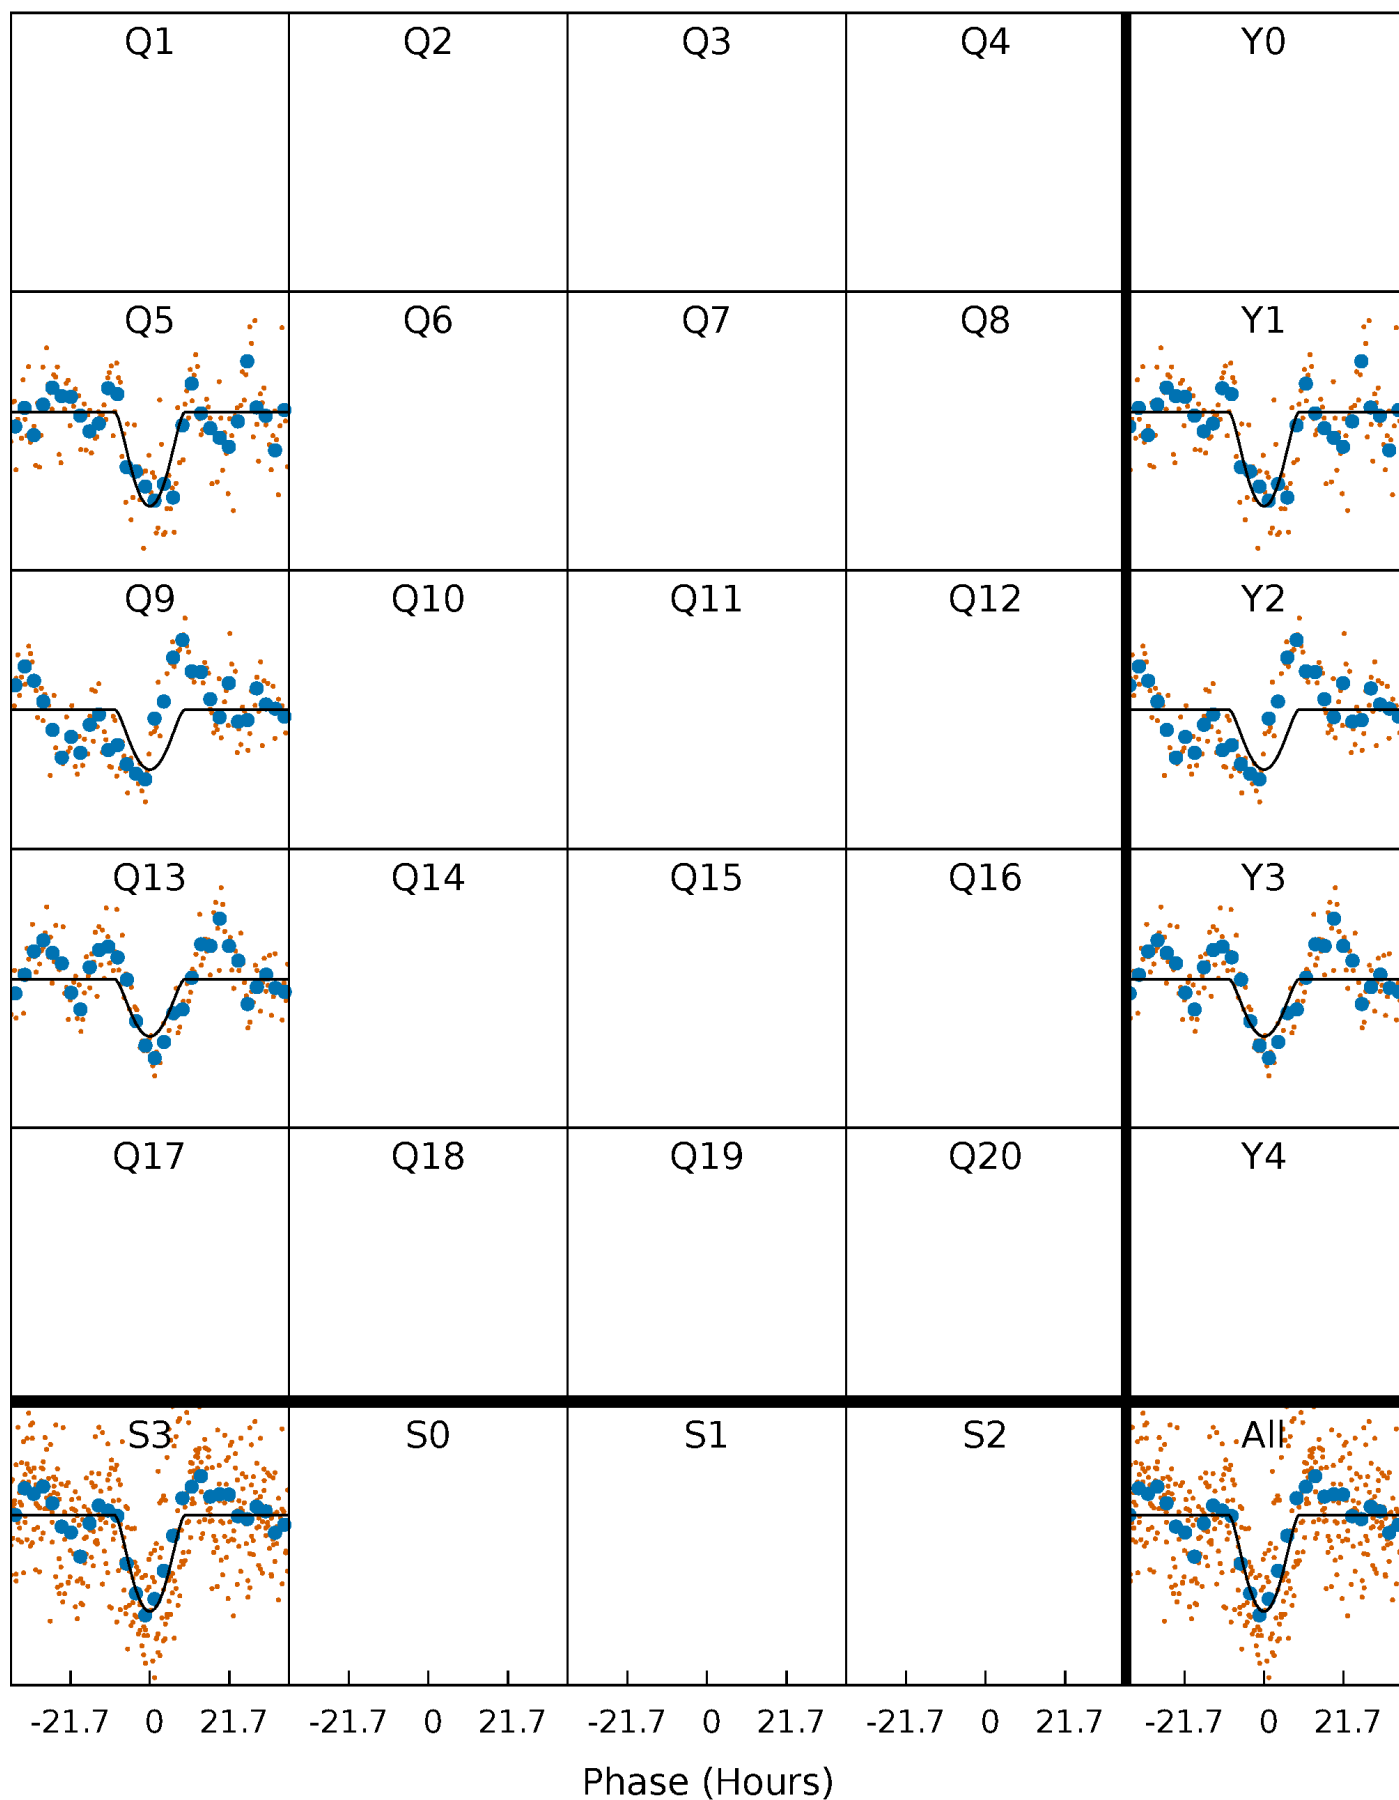 Q1 Q2 Q3 Q4 Y0
Q5 Q6 Q7 Q8 Y1
Q9 Q10 Q11 Q12 Y2
Q13 Q14 Q15 Q16 Y3
Q17 Q18 Q19 Q20 Y4
S3 S0 S1 S2 All
-21.7 0 21.7 -21.7 0 21.7 -21.7 0 21.7 -21.7 0 21.7 -21.7 0 21.7
Phase (Hours)